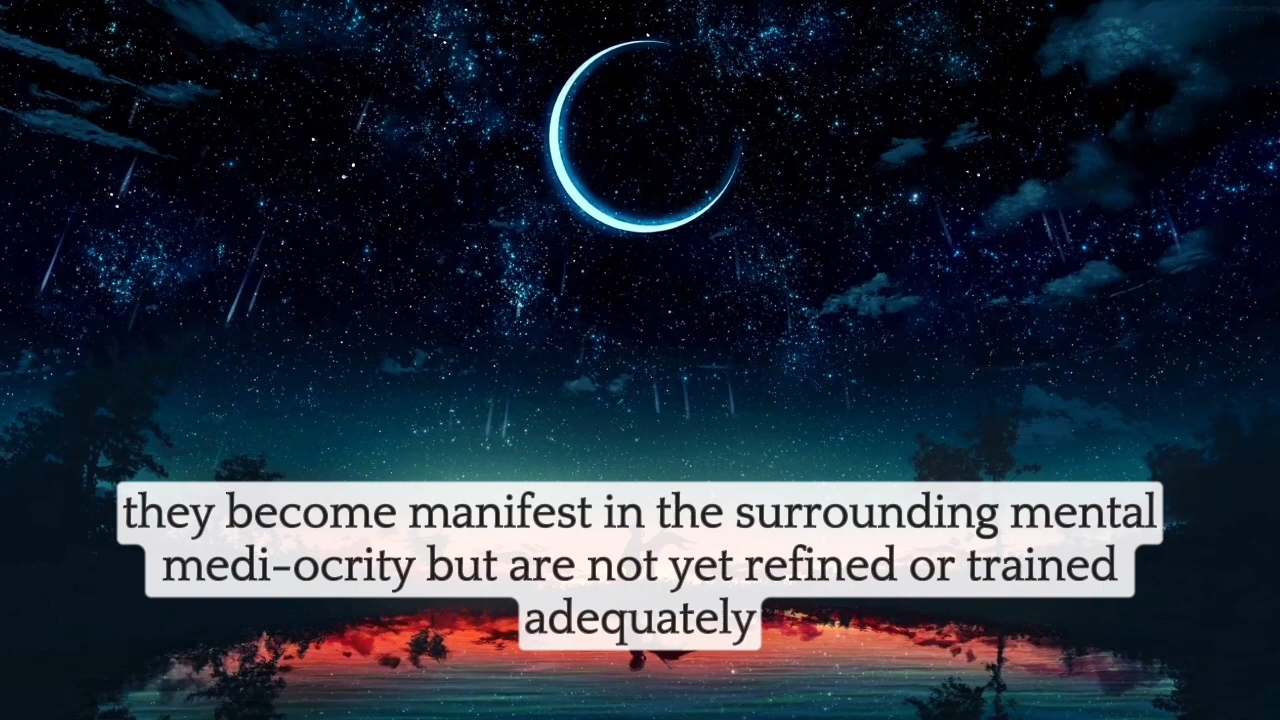 they become manifest in the surrounding mental
medi-ocrity but are not yet refined or trained
adequately